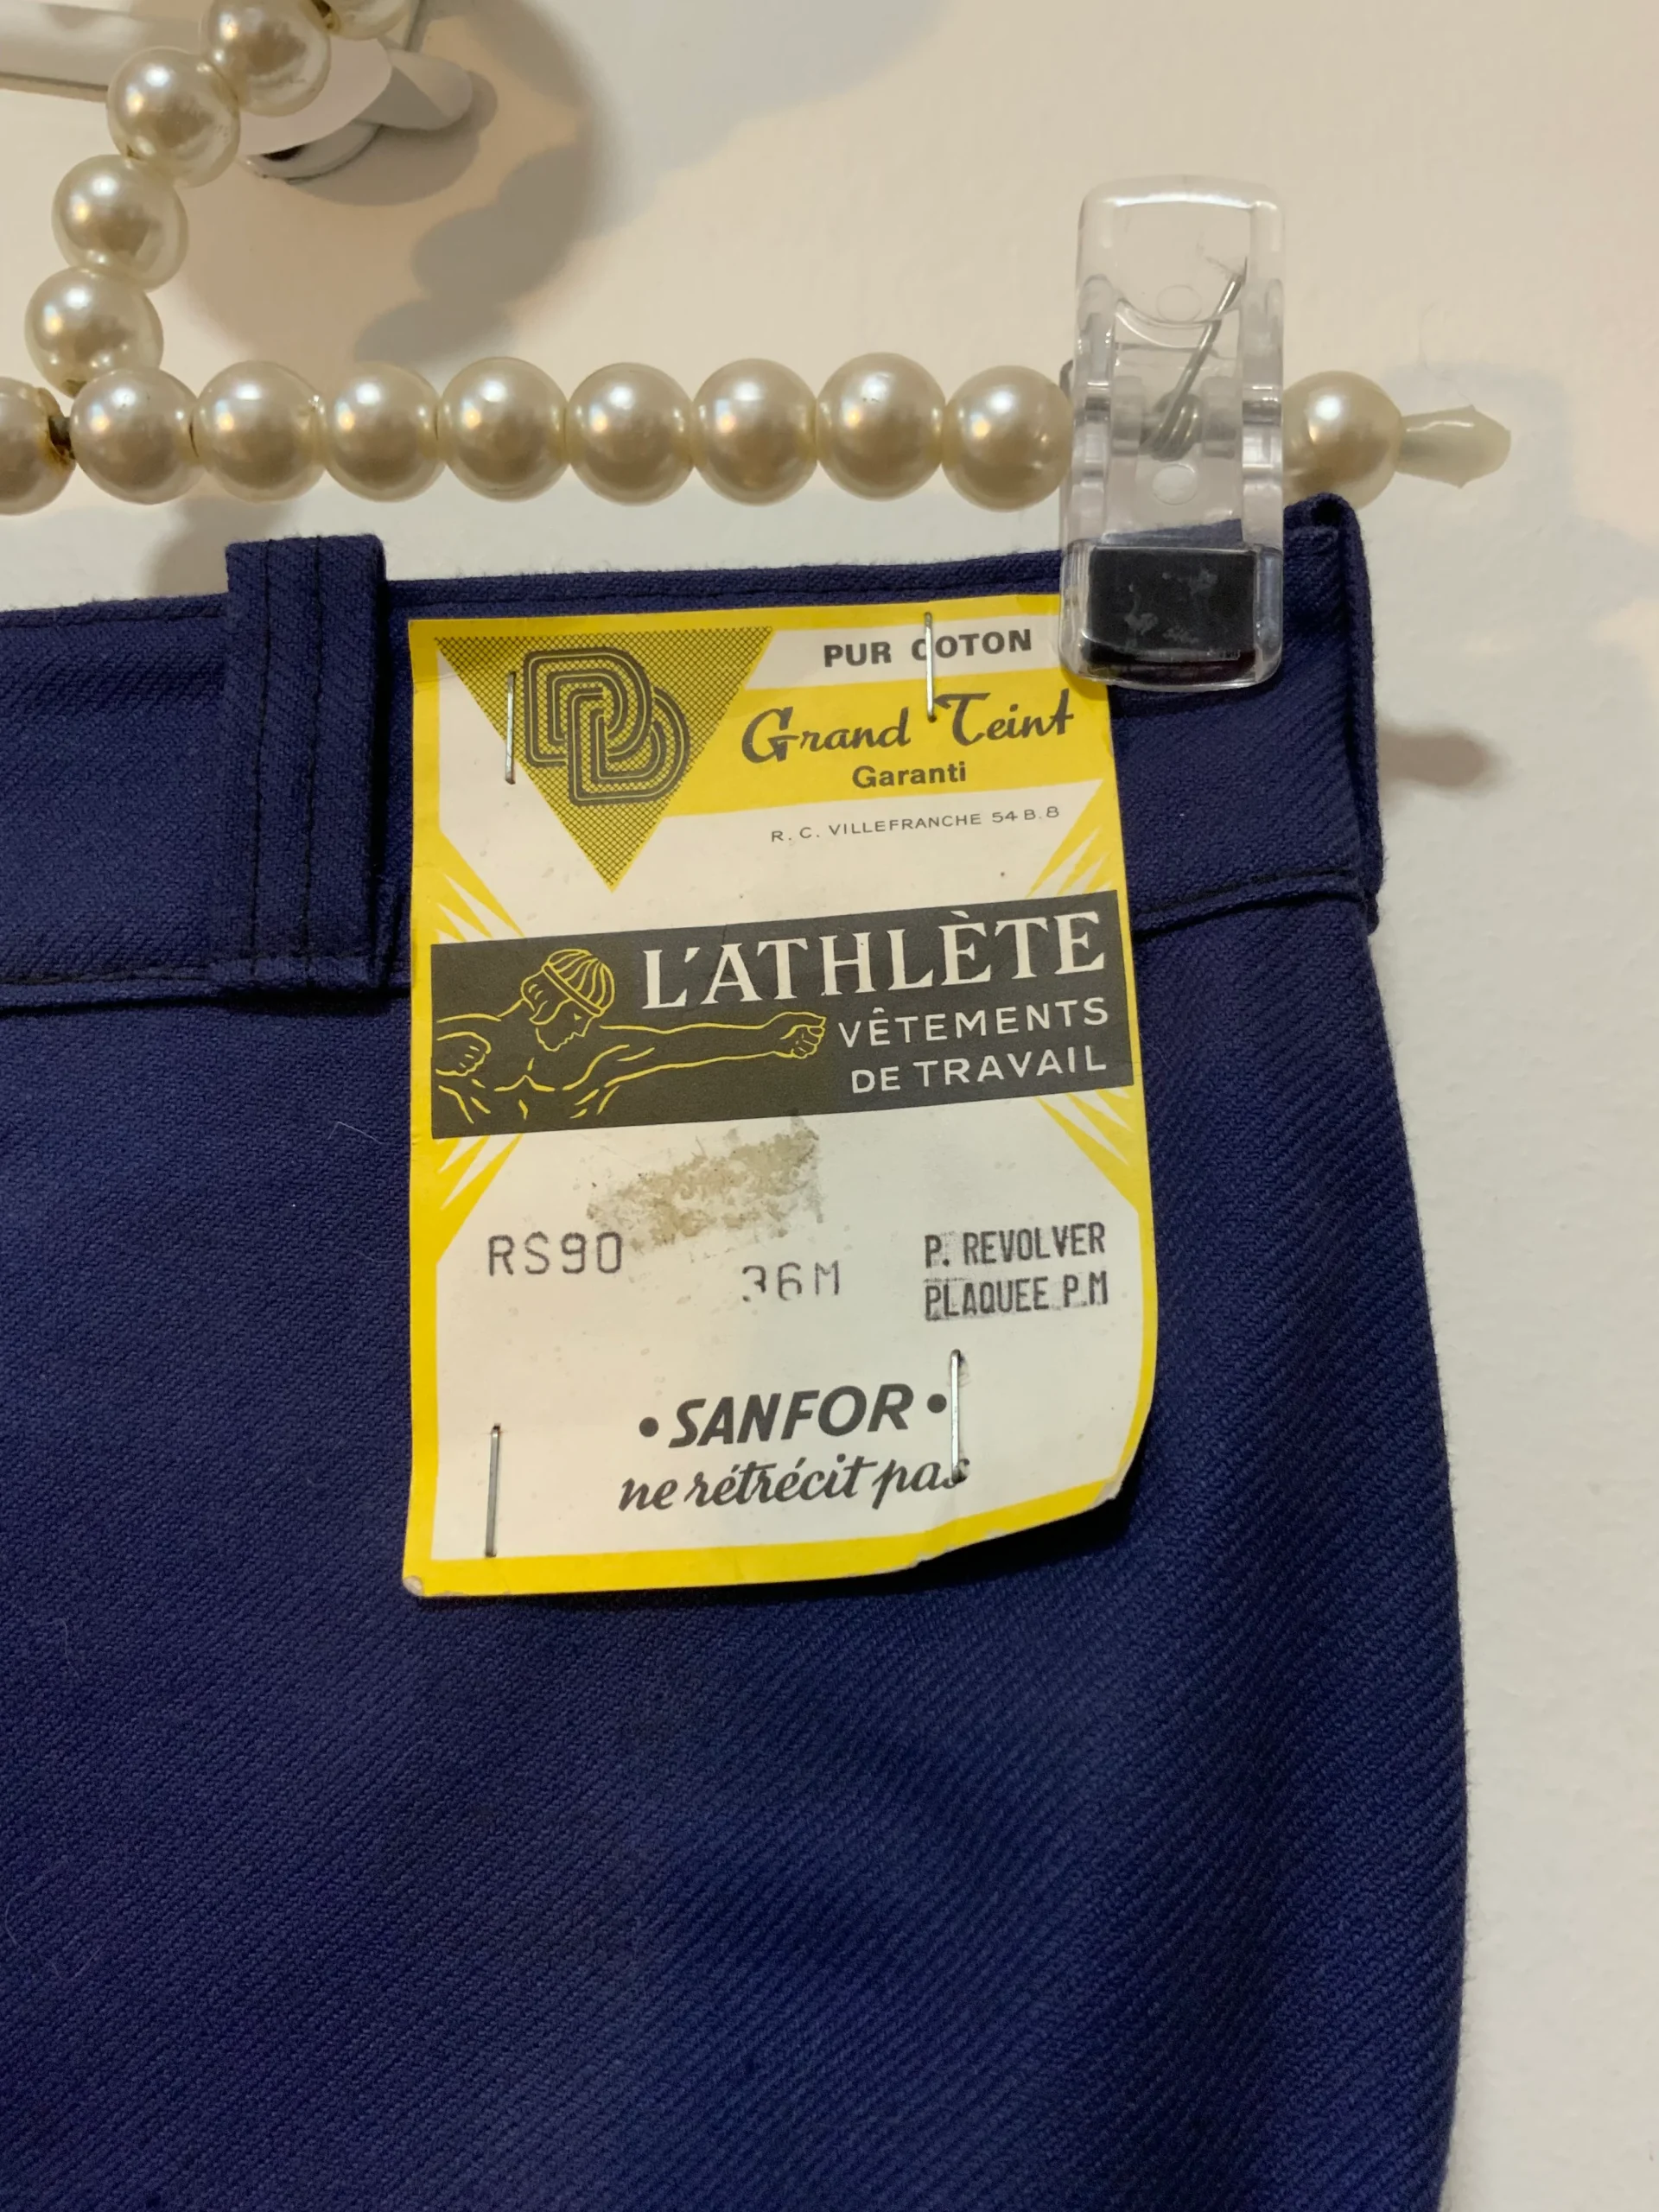 DD
PUR COTON
Grand Teint
Garanti
R. C. VILLEFRANCHE 54 B. 8
L'ATHLÈTE
VÊTEMENTS
DE TRAVAIL
RS90
36M
P. REVOLVER
PLAQUEE P.M
• SANFOR •
ne rétrécit pas